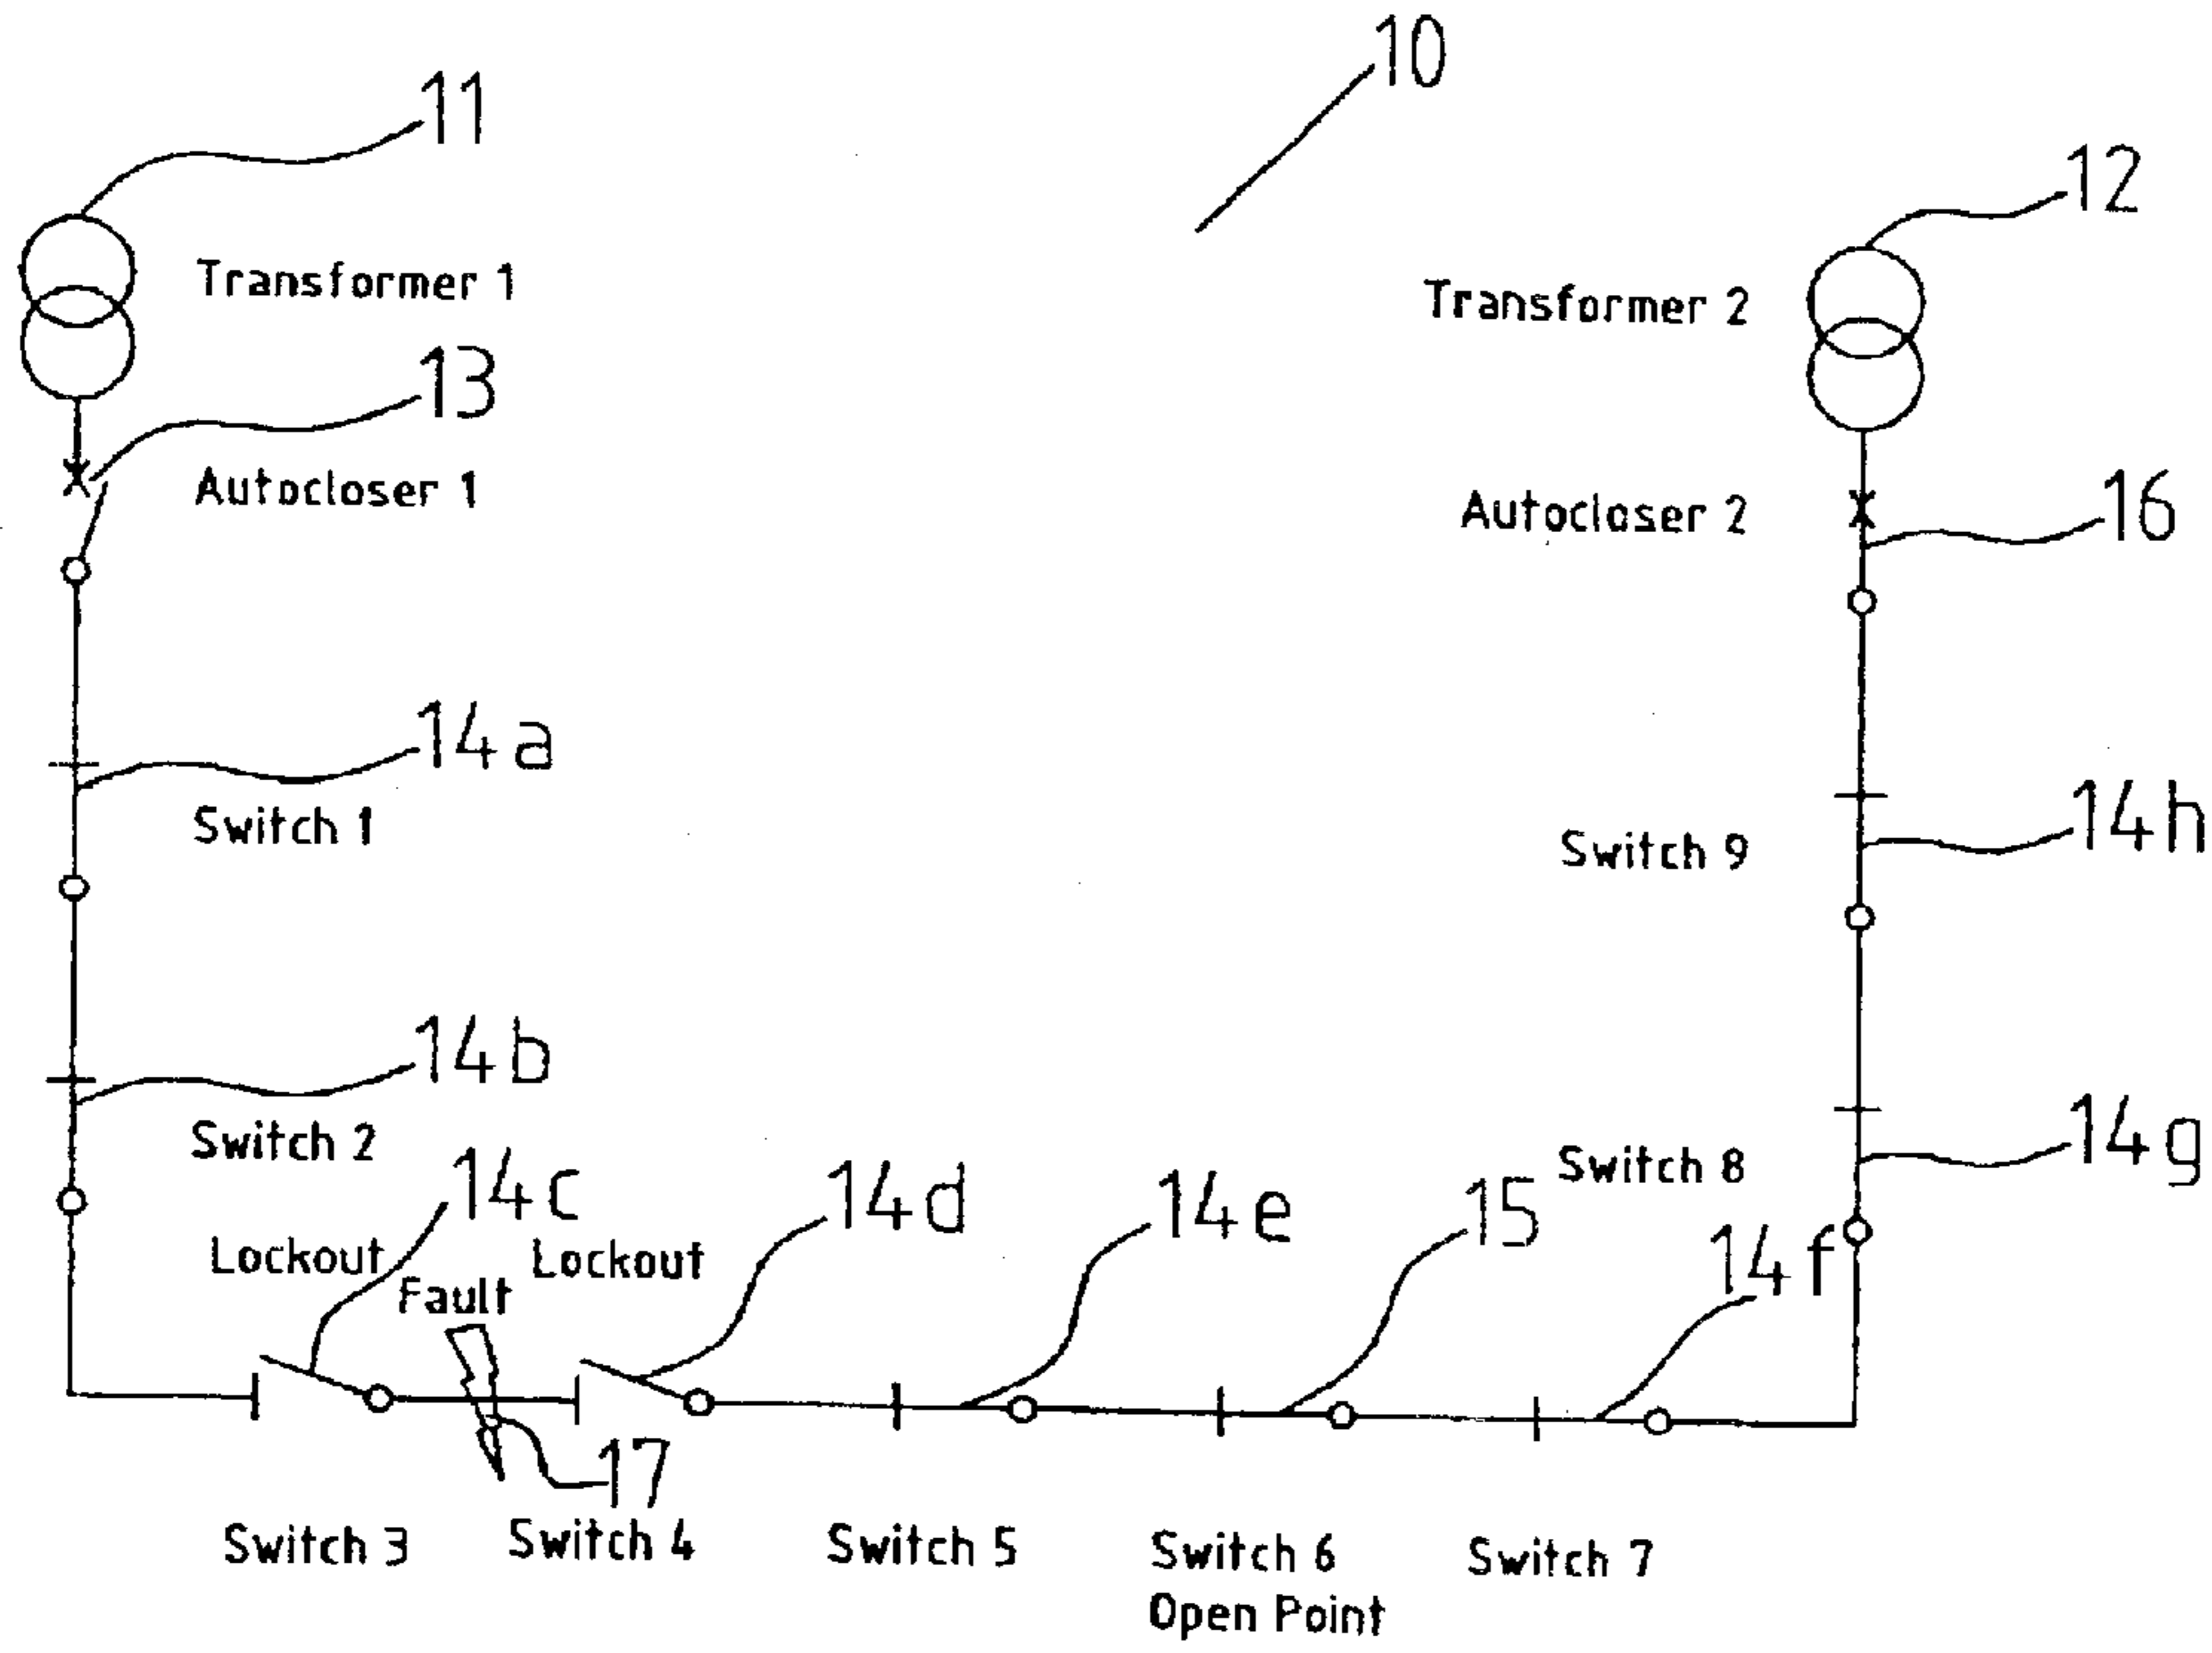 10
11
12
Transformer 1
Transformer 2
13
Autocloser 1
16
Autocloser 2
14a
Switch 1
14h
Switch 9
14b
Switch 2
14g
Switch 8
14c
14d
14e
15
14f
Lockout
Lockout
Fault
17
Switch 3
Switch 4
Switch 5
Switch 6
Open Point
Switch 7